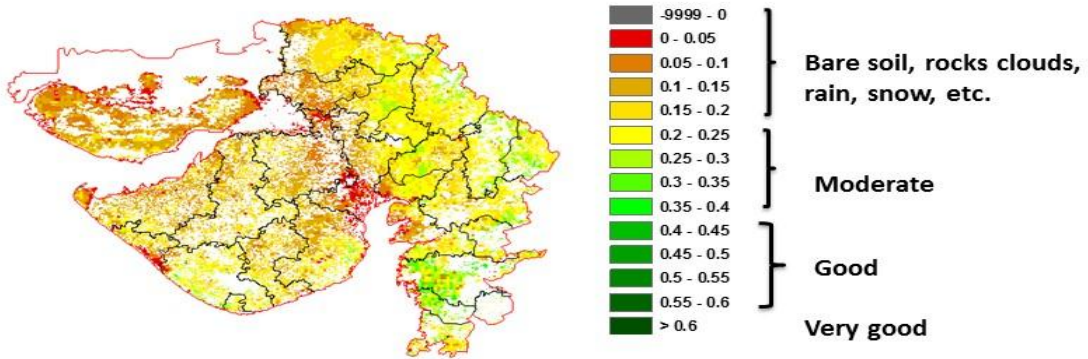 -9999 - 0
0 - 0.05
0.05 - 0.1
0.1 - 0.15
0.15 - 0.2
0.2 - 0.25
0.25 - 0.3
0.3 - 0.35
0.35 - 0.4
0.4 - 0.45
0.45 - 0.5
0.5 - 0.55
0.55 - 0.6
> 0.6
Bare soil, rocks clouds,
rain, snow, etc.
Moderate
Good
Very good